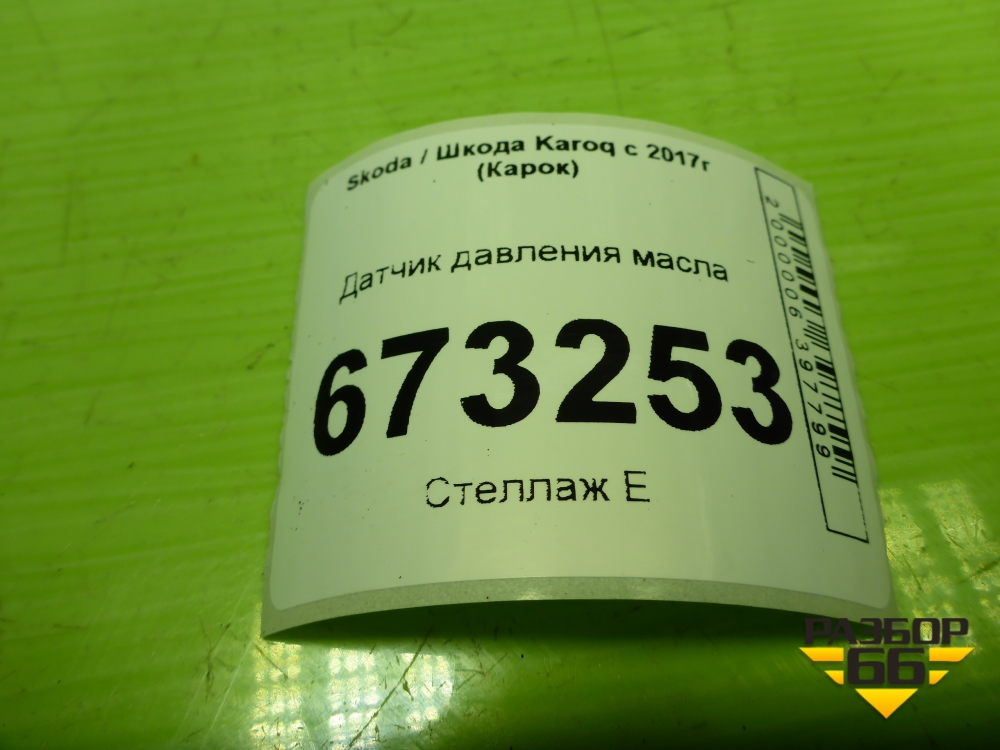 Skoda / Шкода Karoq с 2017г
(Карок)
Датчик давления масла
673253
Стеллаж Е
2000006397799
РАЗБОР
66